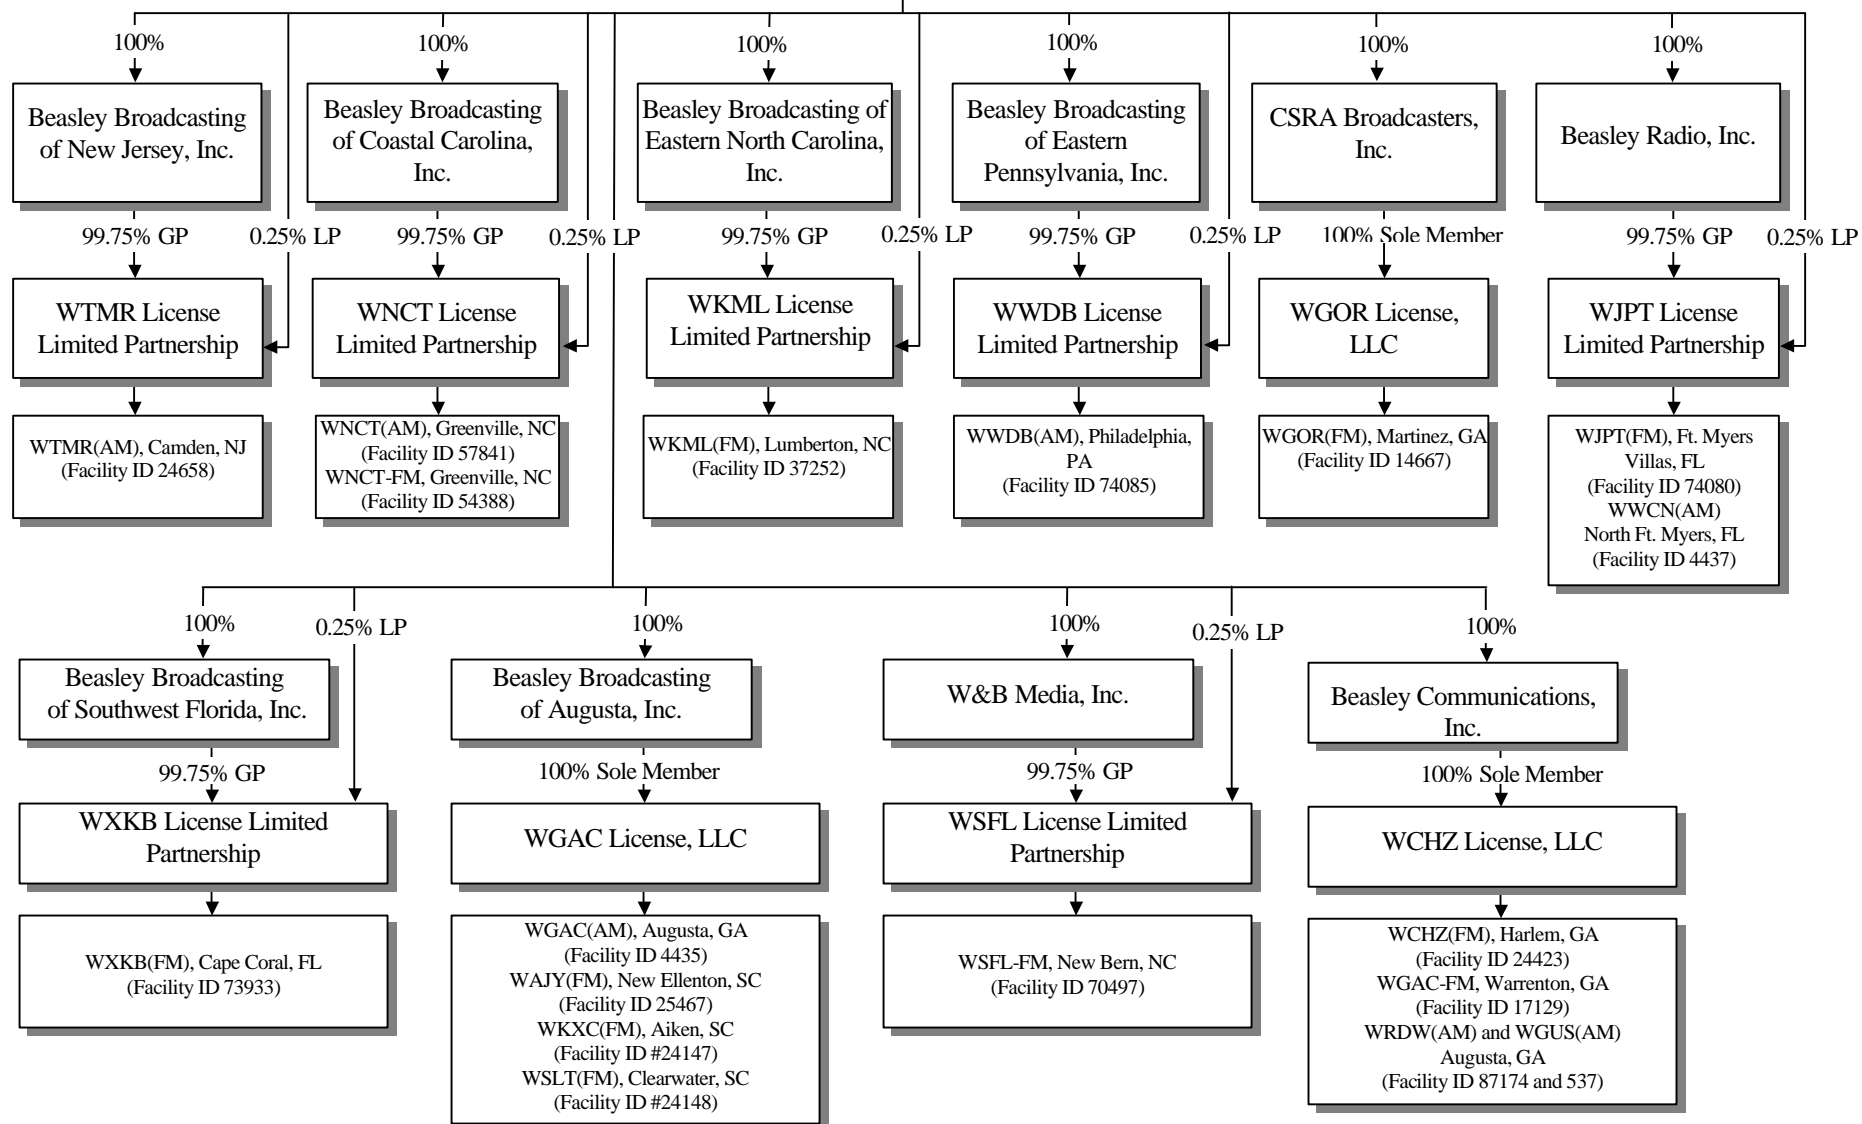 100%
100%
100%
100%
100%
100%
Beasley Broadcasting
of New Jersey, Inc.
Beasley Broadcasting
of Coastal Carolina,
Inc.
Beasley Broadcasting of
Eastern North Carolina,
Inc.
Beasley Broadcasting
of Eastern
Pennsylvania, Inc.
CSRA Broadcasters,
Inc.
Beasley Radio, Inc.
99.75% GP
0.25% LP
99.75% GP
0.25% LP
99.75% GP
0.25% LP
99.75% GP
0.25% LP
100% Sole Member
99.75% GP
0.25% LP
WTMR License
Limited Partnership
WNCT License
Limited Partnership
WKML License
Limited Partnership
WWDB License
Limited Partnership
WGOR License,
LLC
WJPT License
Limited Partnership
WTMR(AM), Camden, NJ
(Facility ID 24658)
WNCT(AM), Greenville, NC
(Facility ID 57841)
WNCT-FM, Greenville, NC
(Facility ID 54388)
WKML(FM), Lumberton, NC
(Facility ID 37252)
WWDB(AM), Philadelphia,
PA
(Facility ID 74085)
WGOR(FM), Martinez, GA
(Facility ID 14667)
WJPT(FM), Ft. Myers
Villas, FL
(Facility ID 74080)
WWCN(AM)
North Ft. Myers, FL
(Facility ID 4437)
100%
0.25% LP
100%
100%
0.25% LP
100%
Beasley Broadcasting
of Southwest Florida, Inc.
Beasley Broadcasting
of Augusta, Inc.
W&B Media, Inc.
Beasley Communications,
Inc.
99.75% GP
100% Sole Member
99.75% GP
100% Sole Member
WXKB License Limited
Partnership
WGAC License, LLC
WSFL License Limited
Partnership
WCHZ License, LLC
WXKB(FM), Cape Coral, FL
(Facility ID 73933)
WGAC(AM), Augusta, GA
(Facility ID 4435)
WAJY(FM), New Ellenton, SC
(Facility ID 25467)
WKXC(FM), Aiken, SC
(Facility ID #24147)
WSLT(FM), Clearwater, SC
(Facility ID #24148)
WSFL-FM, New Bern, NC
(Facility ID 70497)
WCHZ(FM), Harlem, GA
(Facility ID 24423)
WGAC-FM, Warrenton, GA
(Facility ID 17129)
WRDW(AM) and WGUS(AM)
Augusta, GA
(Facility ID 87174 and 537)